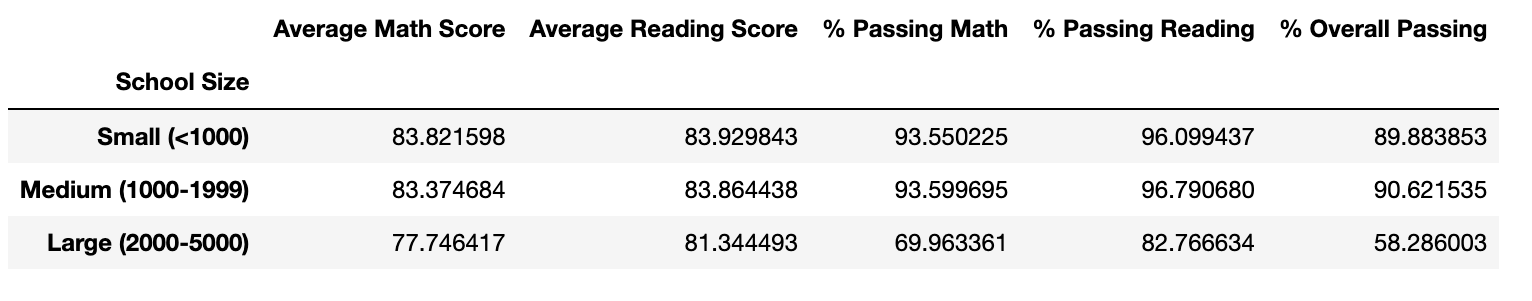 Average Math Score Average Reading Score % Passing Math % Passing Reading % Overall Passing
School Size
Small (<1000) 83.821598 83.929843 93.550225 96.099437 89.883853
Medium (1000-1999) 83.374684 83.864438 93.599695 96.790680 90.621535
Large (2000-5000) 77.746417 81.344493 69.963361 82.766634 58.286003